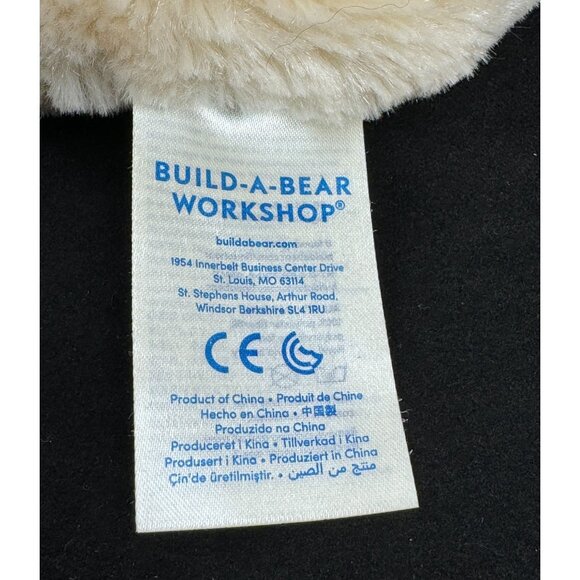 BUILD-A-BEAR
WORKSHOP®
buildabear.com
1954 Innerbelt Business Center Drive
St. Louis, MO 63114
St. Stephens House, Arthur Road,
Windsor Berkshire SL4 1RU
CE
Product of China • Produit de Chine
Hecho en China • 中国製
Produzido na China
Produceret i Kina • Tillverkad i Kina
Produsert i Kina • Produziert in China
Çin'de üretilmiştir. • منتج من الصين